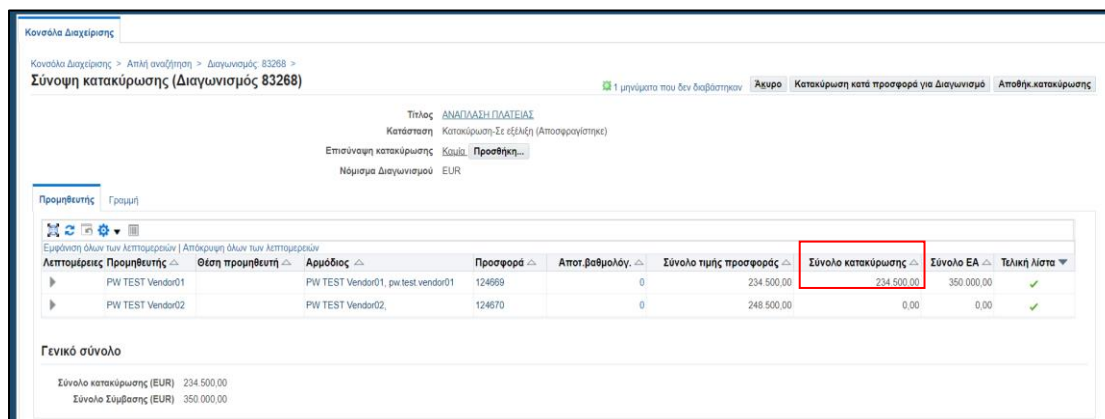 Κονσόλα Διαχείρισης
Κονσόλα Διαχείρισης > Απλή αναζήτηση > Διαγωνισμός: 83268 >
Σύνοψη κατακύρωσης (Διαγωνισμός 83268)
1 μηνύματα που δεν διαβάστηκαν Άκυρο Κατακύρωση κατά προσφορά για Διαγωνισμό Αποθήκ.κατακύρωσης
Τίτλος ΑΝΑΠΛΑΣΗ ΠΛΑΤΕΙΑΣ
Κατάσταση Κατακύρωση-Σε εξέλιξη (Αποσφραγίστηκε)
Επισύναψη κατακύρωσης Καμία Προσθήκη...
Νόμισμα Διαγωνισμού EUR
Προμηθευτής Γραμμή
Εμφάνιση όλων των λεπτομερειών | Απόκρυψη όλων των λεπτομερειών
Λεπτομέρειες Προμηθευτής Θέση προμηθευτή Αρμόδιος Προσφορά Αποτ.βαθμολόγ. Σύνολο τιμής προσφοράς Σύνολο κατακύρωσης Σύνολο ΕΑ Τελική λίστα
PW TEST Vendor01 PW TEST Vendor01, pw.test.vendor01 124669 0 234.500,00 234.500,00 350.000,00
PW TEST Vendor02 PW TEST Vendor02, 124670 0 248.500,00 0,00 0,00
Γενικό σύνολο
Σύνολο κατακύρωσης (EUR) 234.500,00
Σύνολο Σύμβασης (EUR) 350.000,00